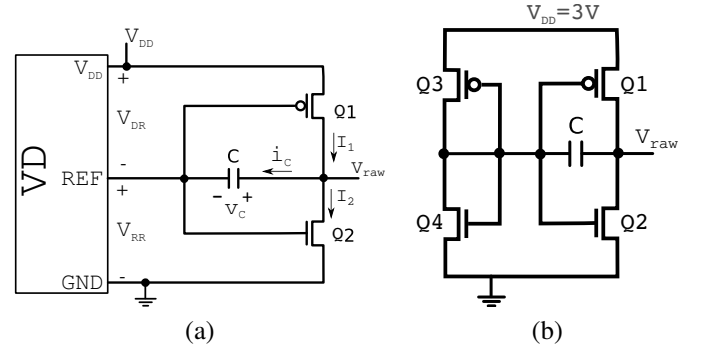 V_DD
V_DD
+
V_DR
-
REF
+
V_RR
-
GND
VD
C
i_C
- V_C +
Q1
I_1
V_raw
I_2
Q2
(a)
V_DD=3V
Q3
Q1
C
V_raw
Q4
Q2
(b)